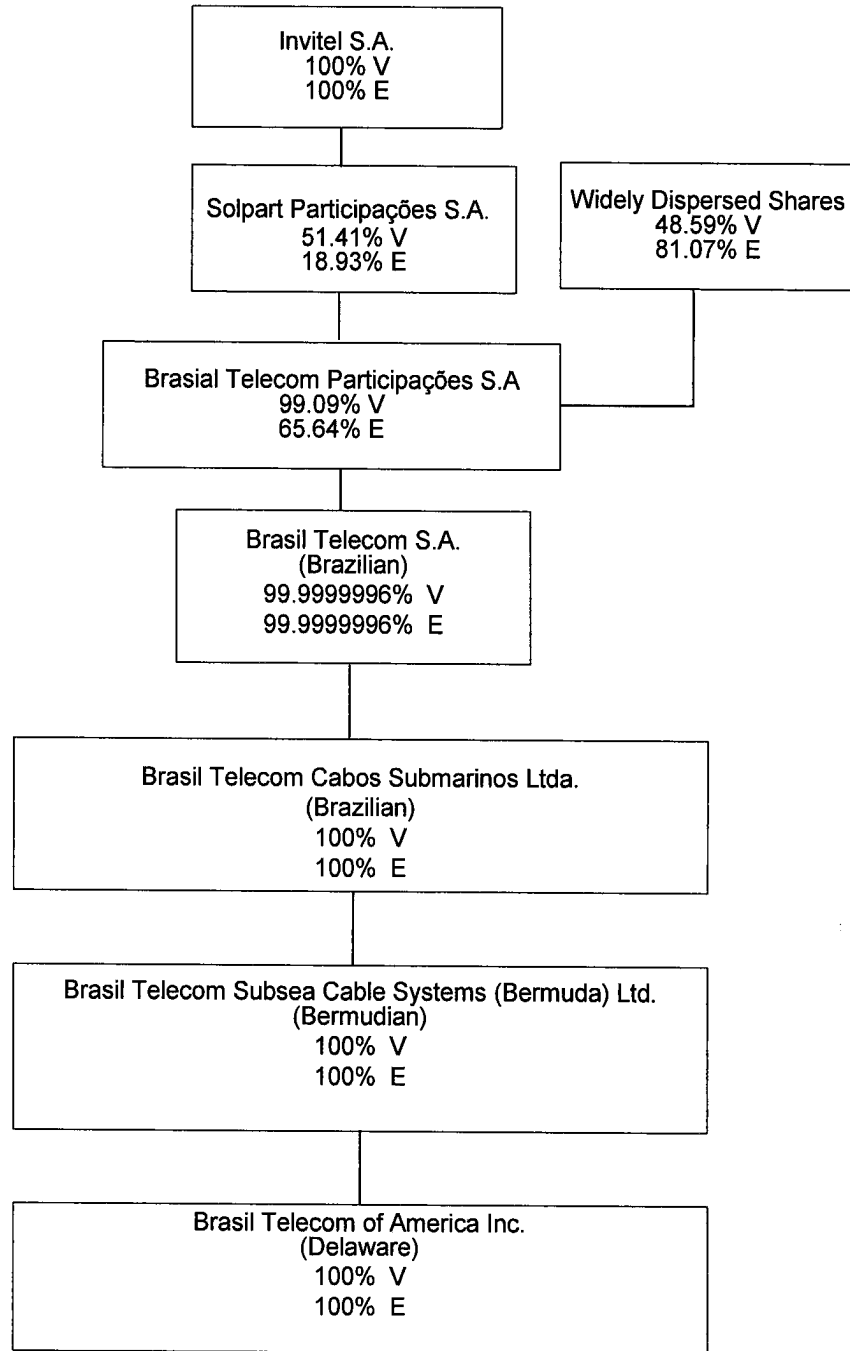 Invitel S.A.
100% V
100% E
Solpart Participações S.A.
51.41% V
18.93% E
Widely Dispersed Shares
48.59% V
81.07% E
Brasial Telecom Participações S.A
99.09% V
65.64% E
Brasil Telecom S.A.
(Brazilian)
99.9999996% V
99.9999996% E
Brasil Telecom Cabos Submarinos Ltda.
(Brazilian)
100% V
100% E
Brasil Telecom Subsea Cable Systems (Bermuda) Ltd.
(Bermudian)
100% V
100% E
Brasil Telecom of America Inc.
(Delaware)
100% V
100% E